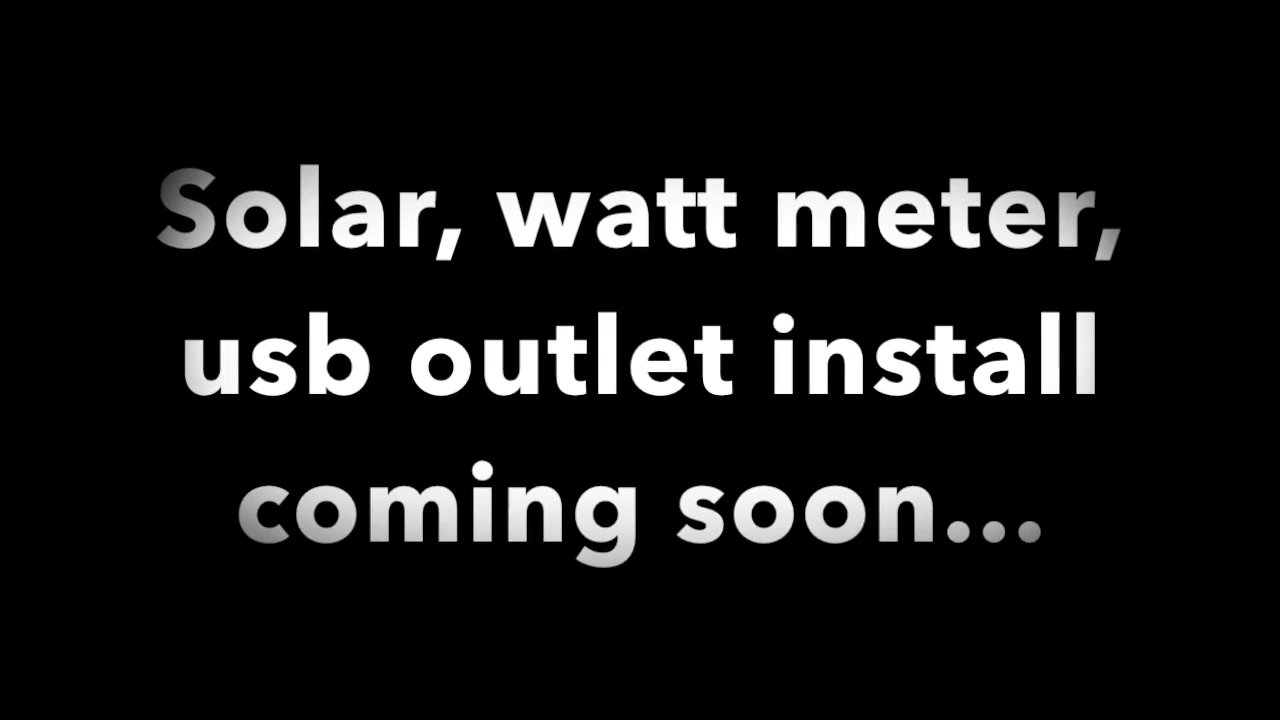 Solar, watt meter,
usb outlet install
coming soon...